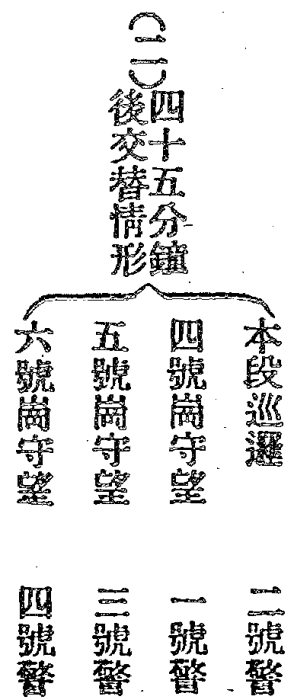 (二)四十五分鐘
後交替情形
本段巡邏 二號警
四號崗守望 一號警
五號崗守望 三號警
六號崗守望 四號警